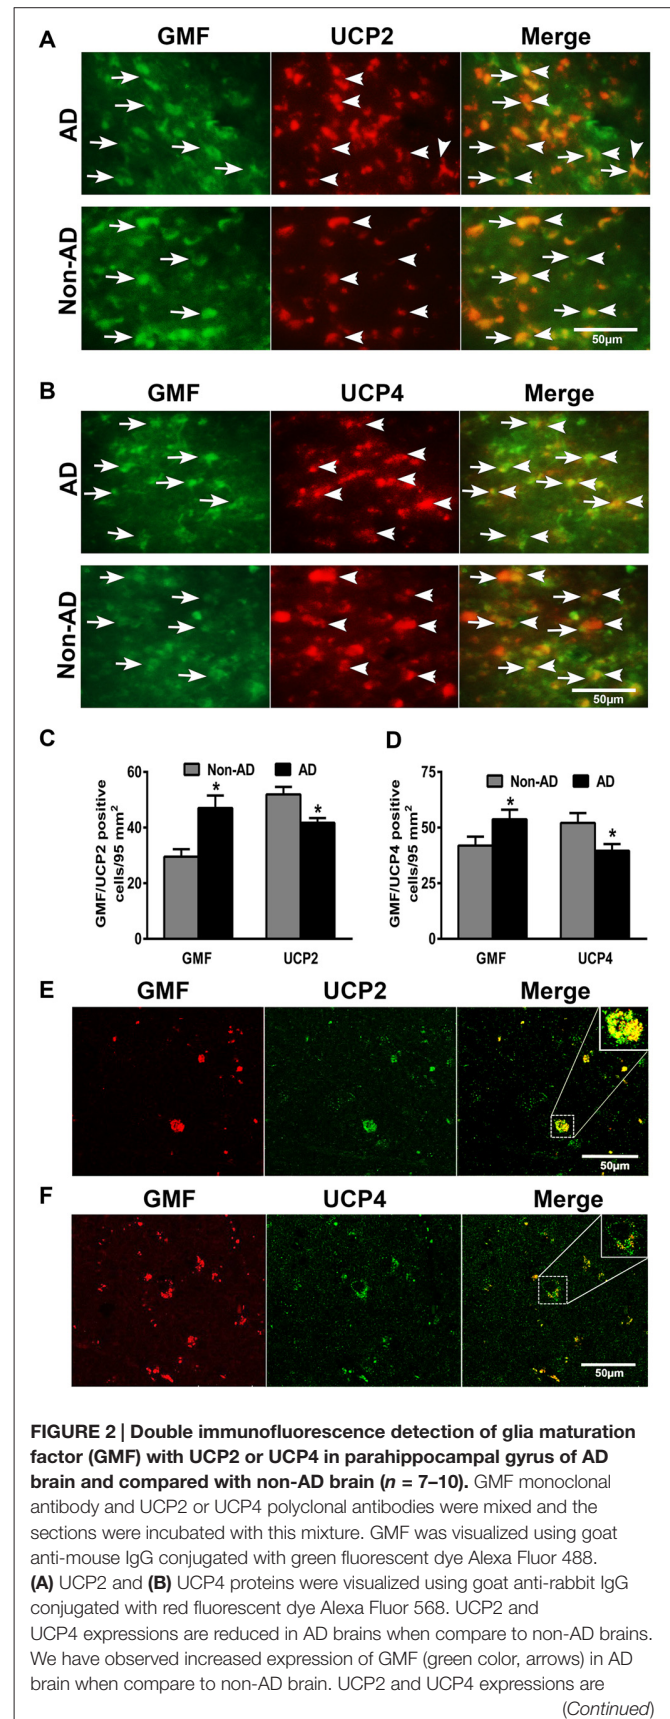 A
GMF UCP2 Merge
AD
Non-AD
50µm
B
GMF UCP4 Merge
AD
Non-AD
50µm
C
Non-AD AD
GMF/UCP2 positive
cells/95 mm²
60
40
20
0
*
*
GMF UCP2
D
Non-AD AD
GMF/UCP4 positive
cells/95 mm²
75
50
25
0
*
*
GMF UCP4
E
GMF UCP2 Merge
50µm
F
GMF UCP4 Merge
50µm
FIGURE 2 | Double immunofluorescence detection of glia maturation
factor (GMF) with UCP2 or UCP4 in parahippocampal gyrus of AD
brain and compared with non-AD brain (n = 7–10). GMF monoclonal
antibody and UCP2 or UCP4 polyclonal antibodies were mixed and the
sections were incubated with this mixture. GMF was visualized using goat
anti-mouse IgG conjugated with green fluorescent dye Alexa Fluor 488.
(A) UCP2 and (B) UCP4 proteins were visualized using goat anti-rabbit IgG
conjugated with red fluorescent dye Alexa Fluor 568. UCP2 and
UCP4 expressions are reduced in AD brains when compare to non-AD brains.
We have observed increased expression of GMF (green color, arrows) in AD
brain when compare to non-AD brain. UCP2 and UCP4 expressions are
(Continued)